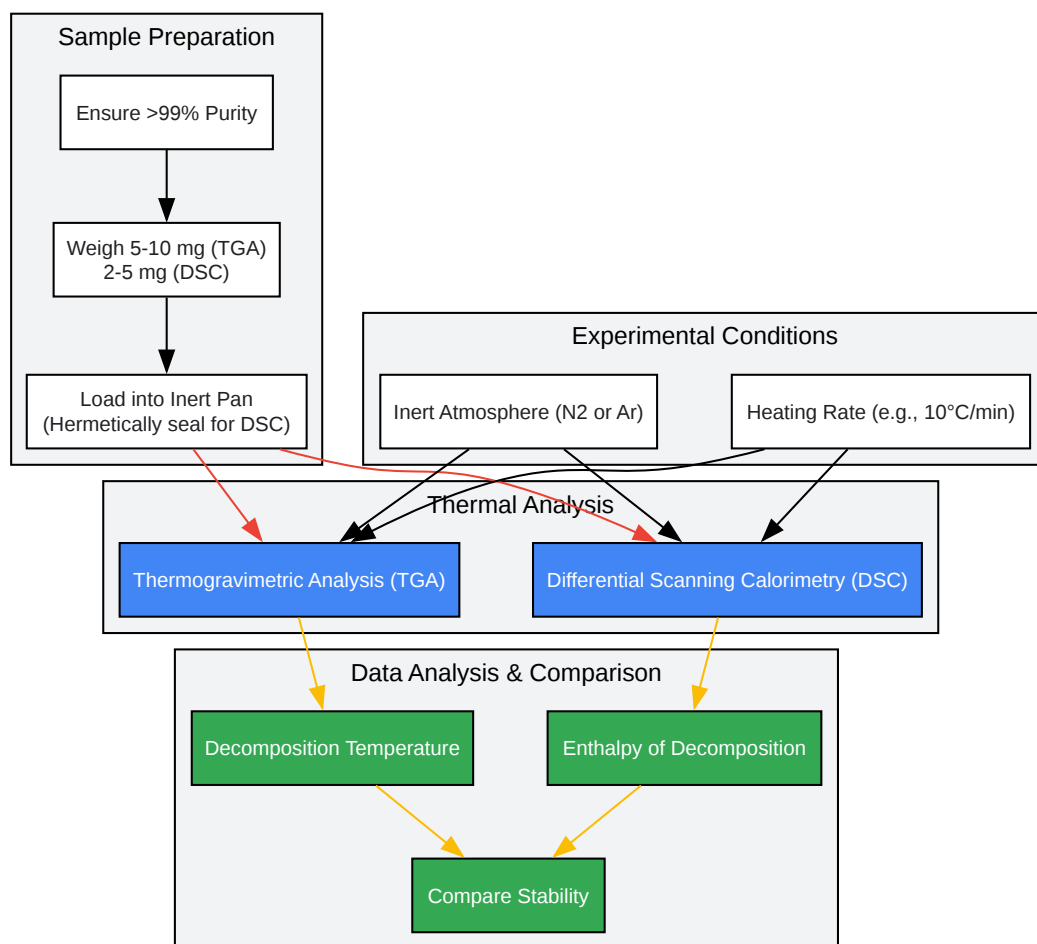 Sample Preparation
Ensure >99% Purity
Weigh 5-10 mg (TGA)
2-5 mg (DSC)
Load into Inert Pan
(Hermetically seal for DSC)
Experimental Conditions
Inert Atmosphere (N2 or Ar)
Heating Rate (e.g., 10°C/min)
Thermal Analysis
Thermogravimetric Analysis (TGA)
Differential Scanning Calorimetry (DSC)
Data Analysis & Comparison
Decomposition Temperature
Enthalpy of Decomposition
Compare Stability